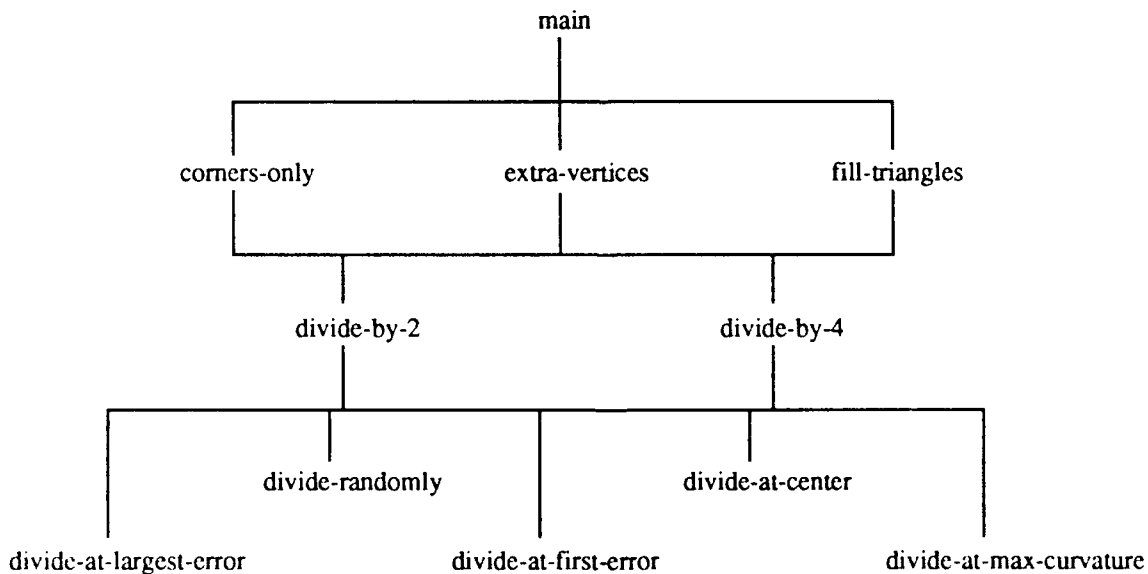 main
corners-only extra-vertices fill-triangles
divide-by-2 divide-by-4
divide-randomly divide-at-center
divide-at-largest-error divide-at-first-error divide-at-max-curvature